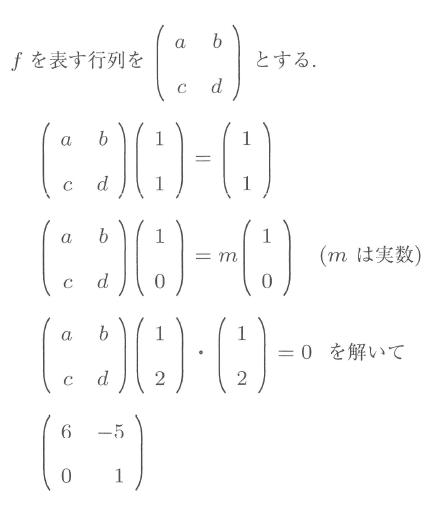 f を表す行列を $\begin{pmatrix} a & b \\ c & d \end{pmatrix}$ とする.
$\begin{pmatrix} a & b \\ c & d \end{pmatrix}\begin{pmatrix} 1 \\ 1 \end{pmatrix} = \begin{pmatrix} 1 \\ 1 \end{pmatrix}$
$\begin{pmatrix} a & b \\ c & d \end{pmatrix}\begin{pmatrix} 1 \\ 0 \end{pmatrix} = m\begin{pmatrix} 1 \\ 0 \end{pmatrix}$ (m は実数)
$\begin{pmatrix} a & b \\ c & d \end{pmatrix}\begin{pmatrix} 1 \\ 2 \end{pmatrix} ・ \begin{pmatrix} 1 \\ 2 \end{pmatrix} = 0$ を解いて
$\begin{pmatrix} 6 & -5 \\ 0 & 1 \end{pmatrix}$